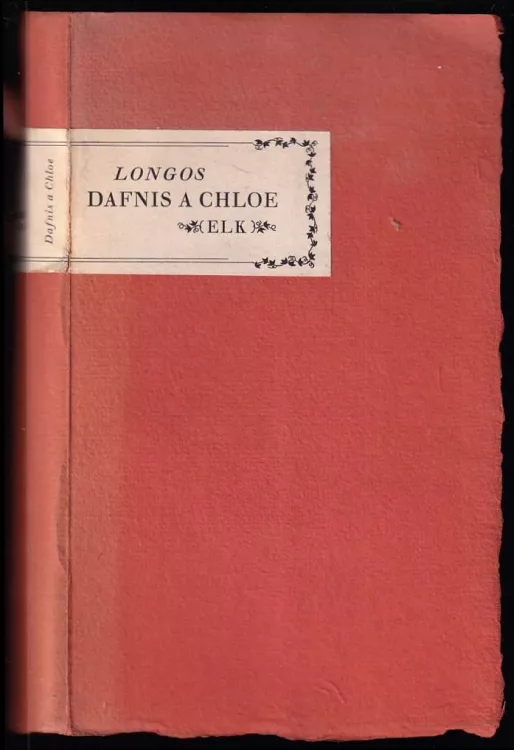 Dafnis a Chloe
LONGOS
DAFNIS A CHLOE
(ELK)